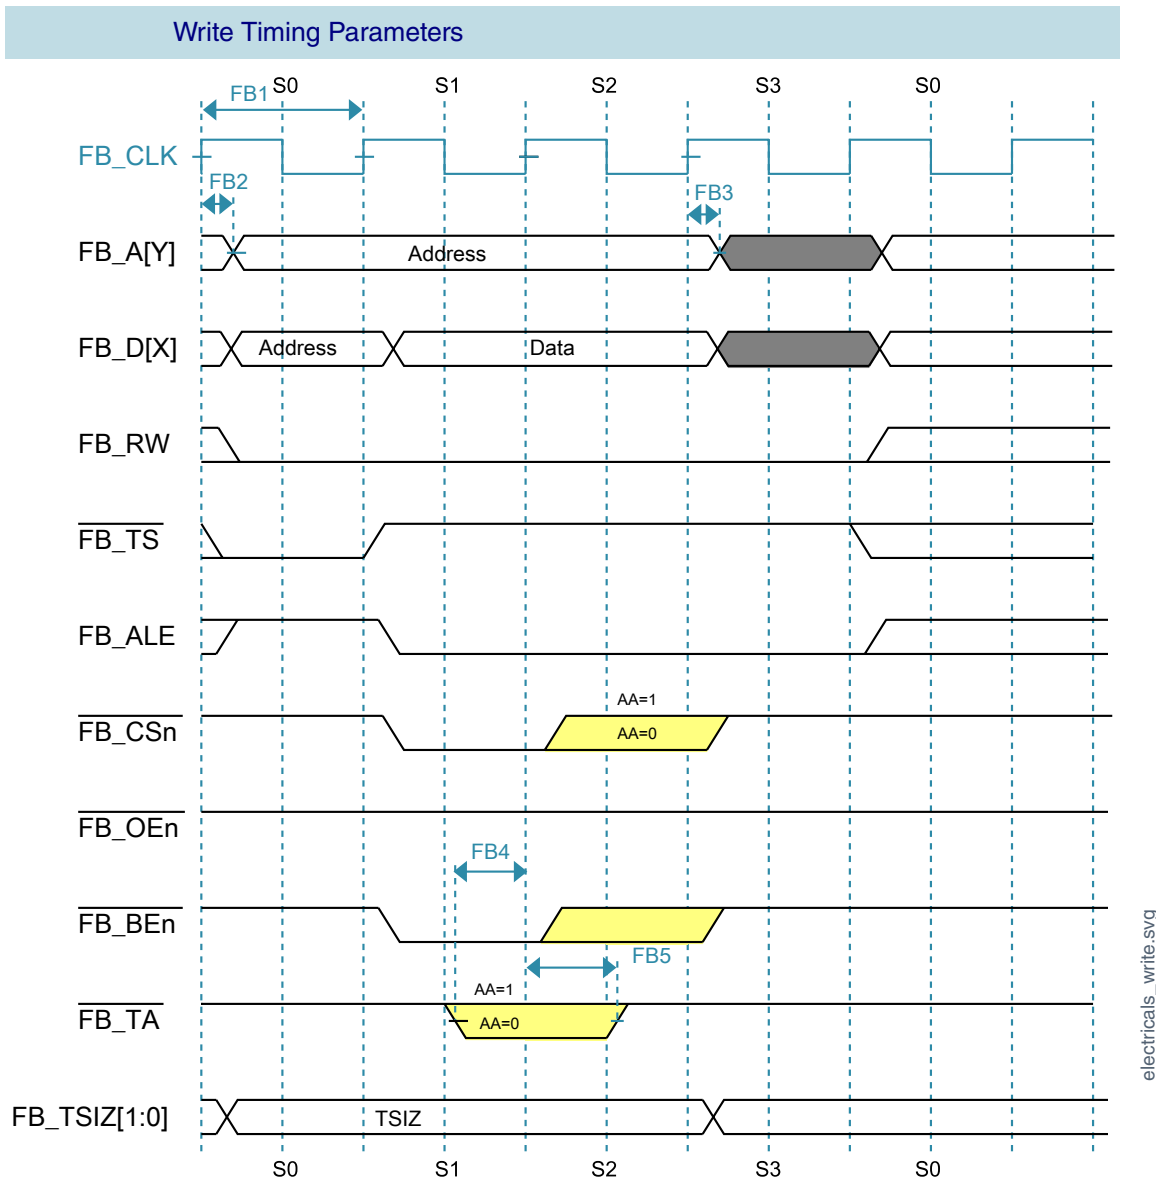 Write Timing Parameters
S0 S1 S2 S3 S0
FB1
FB_CLK
FB2
FB3
FB_A[Y]
Address
FB_D[X]
Address
Data
FB_RW
FB_TS
FB_ALE
FB_CSn
AA=1
AA=0
FB_OEn
FB4
FB_BEn
FB5
FB_TA
AA=1
AA=0
FB_TSIZ[1:0]
TSIZ
S0 S1 S2 S3 S0
electricals_write.svg